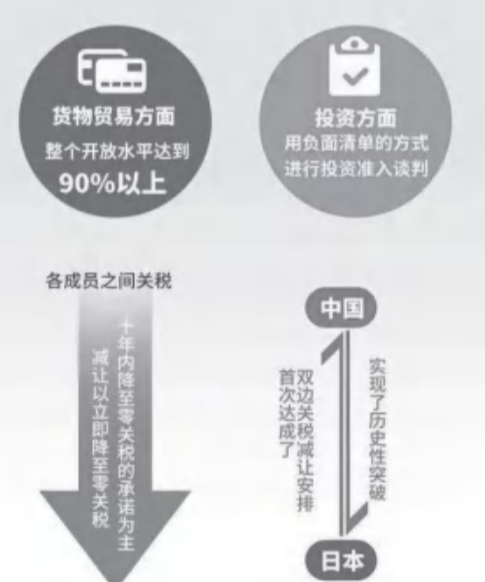 货物贸易方面
整个开放水平达到
90%以上
投资方面
用负面清单的方式
进行投资准入谈判
各成员之间关税
减让以立即降至零关税
十年内降至零关税的承诺为主
中国
首次达成了
双边关税减让安排
实现了历史性突破
日本